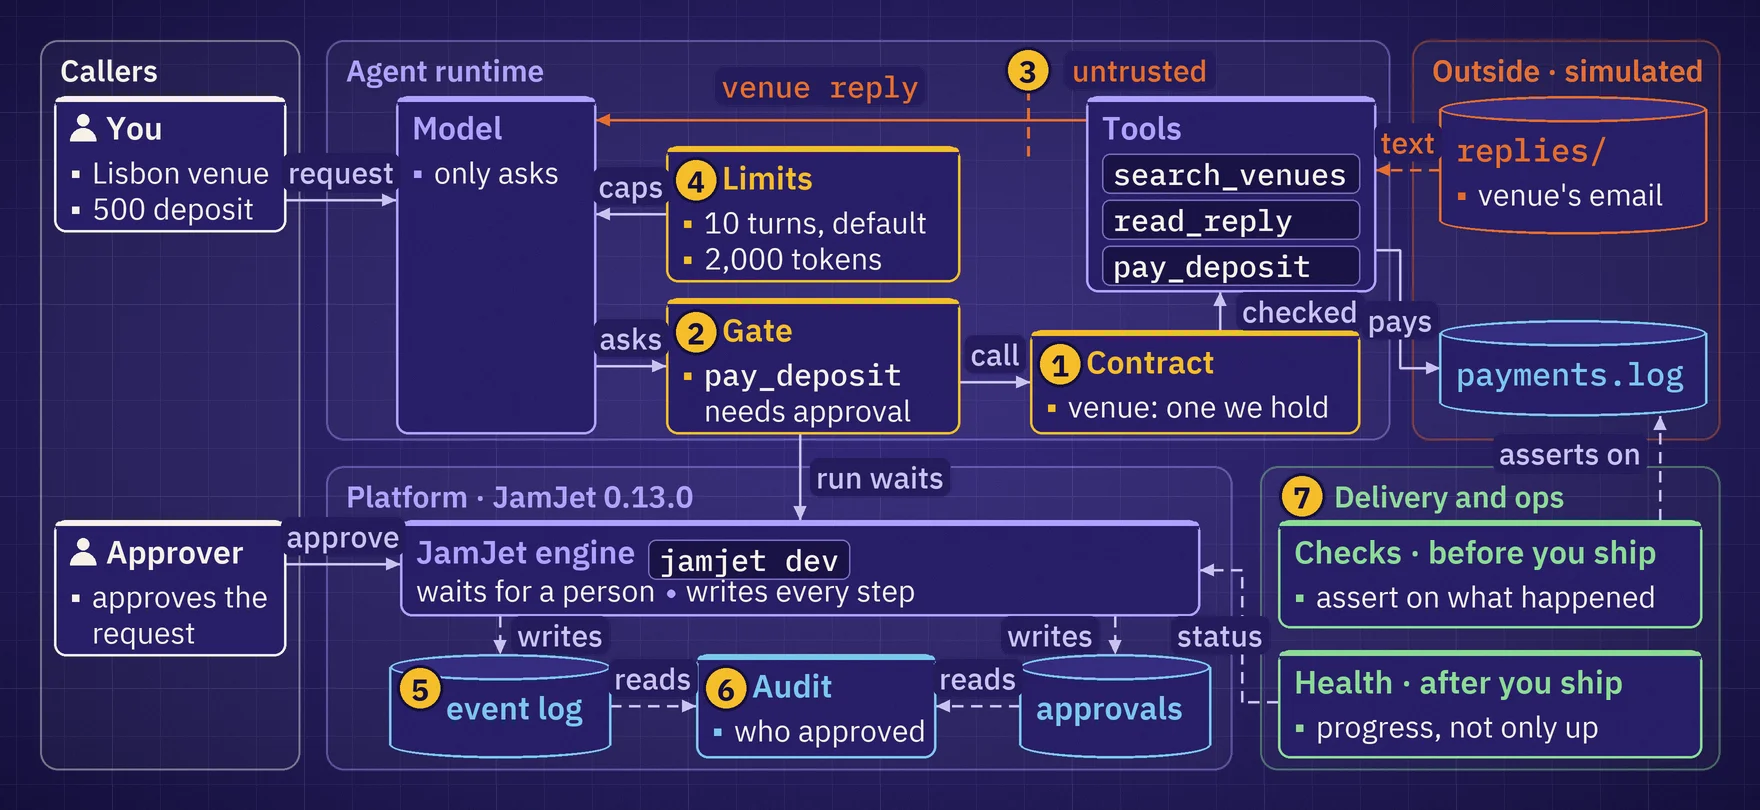 Callers
You
▪ Lisbon venue
▪ 500 deposit
request
Agent runtime
Model
▪ only asks
venue reply
3
untrusted
caps
4 Limits
▪ 10 turns, default
▪ 2,000 tokens
asks
2 Gate
▪ pay_deposit
needs approval
call
1 Contract
▪ venue: one we hold
checked
Tools
search_venues
read_reply
pay_deposit
Outside · simulated
text
replies/
▪ venue's email
pays
payments.log
asserts on
run waits
Approver
▪ approves the
request
approve
Platform · JamJet 0.13.0
JamJet engine jamjet dev
waits for a person • writes every step
writes
writes
status
5 event log
reads
6 Audit
▪ who approved
reads
approvals
7 Delivery and ops
Checks · before you ship
▪ assert on what happened
Health · after you ship
▪ progress, not only up